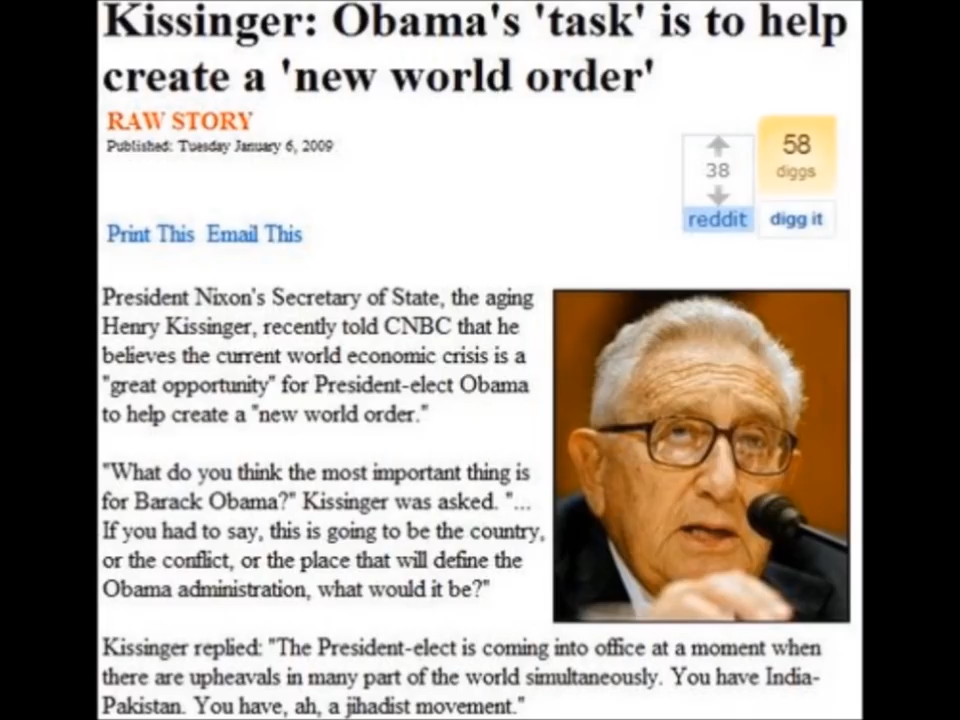 Kissinger: Obama's 'task' is to help
create a 'new world order'
RAW STORY
Published: Tuesday January 6, 2009
38
reddit
58
diggs
digg it
Print This Email This
President Nixon's Secretary of State, the aging
Henry Kissinger, recently told CNBC that he
believes the current world economic crisis is a
"great opportunity" for President-elect Obama
to help create a "new world order."
"What do you think the most important thing is
for Barack Obama?" Kissinger was asked. "...
If you had to say, this is going to be the country,
or the conflict, or the place that will define the
Obama administration, what would it be?"
Kissinger replied: "The President-elect is coming into office at a moment when
there are upheavals in many part of the world simultaneously. You have India-
Pakistan. You have, ah, a jihadist movement."